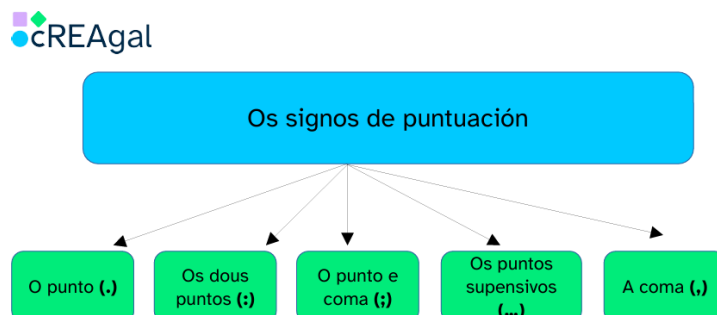 cREAgal
Os signos de puntuación
O punto (.)
Os dous
puntos (:)
O punto e
coma (;)
Os puntos
supensivos
(...)
A coma (,)